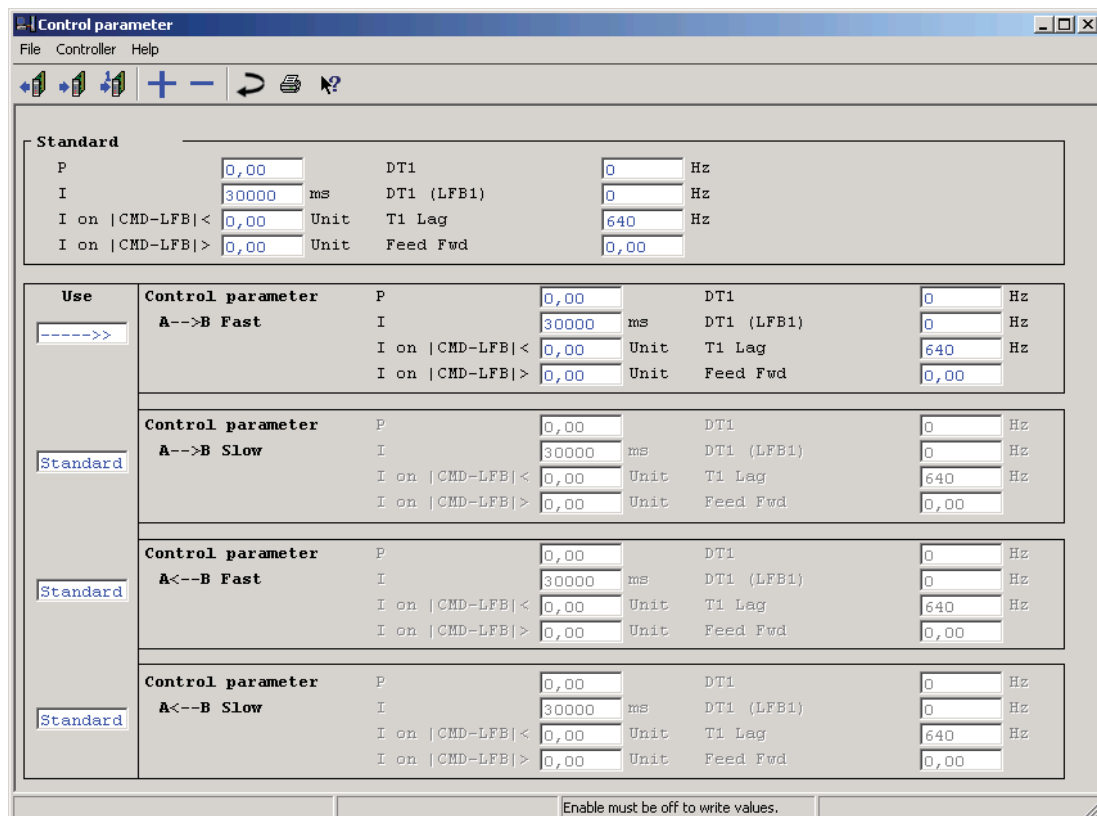 Control parameter
File Controller Help
1
Standard
P 0,00 DT1 0 Hz
I 30000 ms DT1 (LFB1) 0 Hz
I on |CMD-LFB|< 0,00 Unit T1 Lag 640 Hz
I on |CMD-LFB|> 0,00 Unit Feed Fwd 0,00
Use Control parameter P 0,00 DT1 0 Hz
----->> A-->B Fast I 30000 ms DT1 (LFB1) 0 Hz
I on |CMD-LFB|< 0,00 Unit T1 Lag 640 Hz
I on |CMD-LFB|> 0,00 Unit Feed Fwd 0,00
Control parameter P 0,00 DT1 0 Hz
Standard A-->B Slow I 30000 ms DT1 (LFB1) 0 Hz
I on |CMD-LFB|< 0,00 Unit T1 Lag 640 Hz
I on |CMD-LFB|> 0,00 Unit Feed Fwd 0,00
Control parameter P 0,00 DT1 0 Hz
Standard A<--B Fast I 30000 ms DT1 (LFB1) 0 Hz
I on |CMD-LFB|< 0,00 Unit T1 Lag 640 Hz
I on |CMD-LFB|> 0,00 Unit Feed Fwd 0,00
Control parameter P 0,00 DT1 0 Hz
Standard A<--B Slow I 30000 ms DT1 (LFB1) 0 Hz
I on |CMD-LFB|< 0,00 Unit T1 Lag 640 Hz
I on |CMD-LFB|> 0,00 Unit Feed Fwd 0,00
Enable must be off to write values.